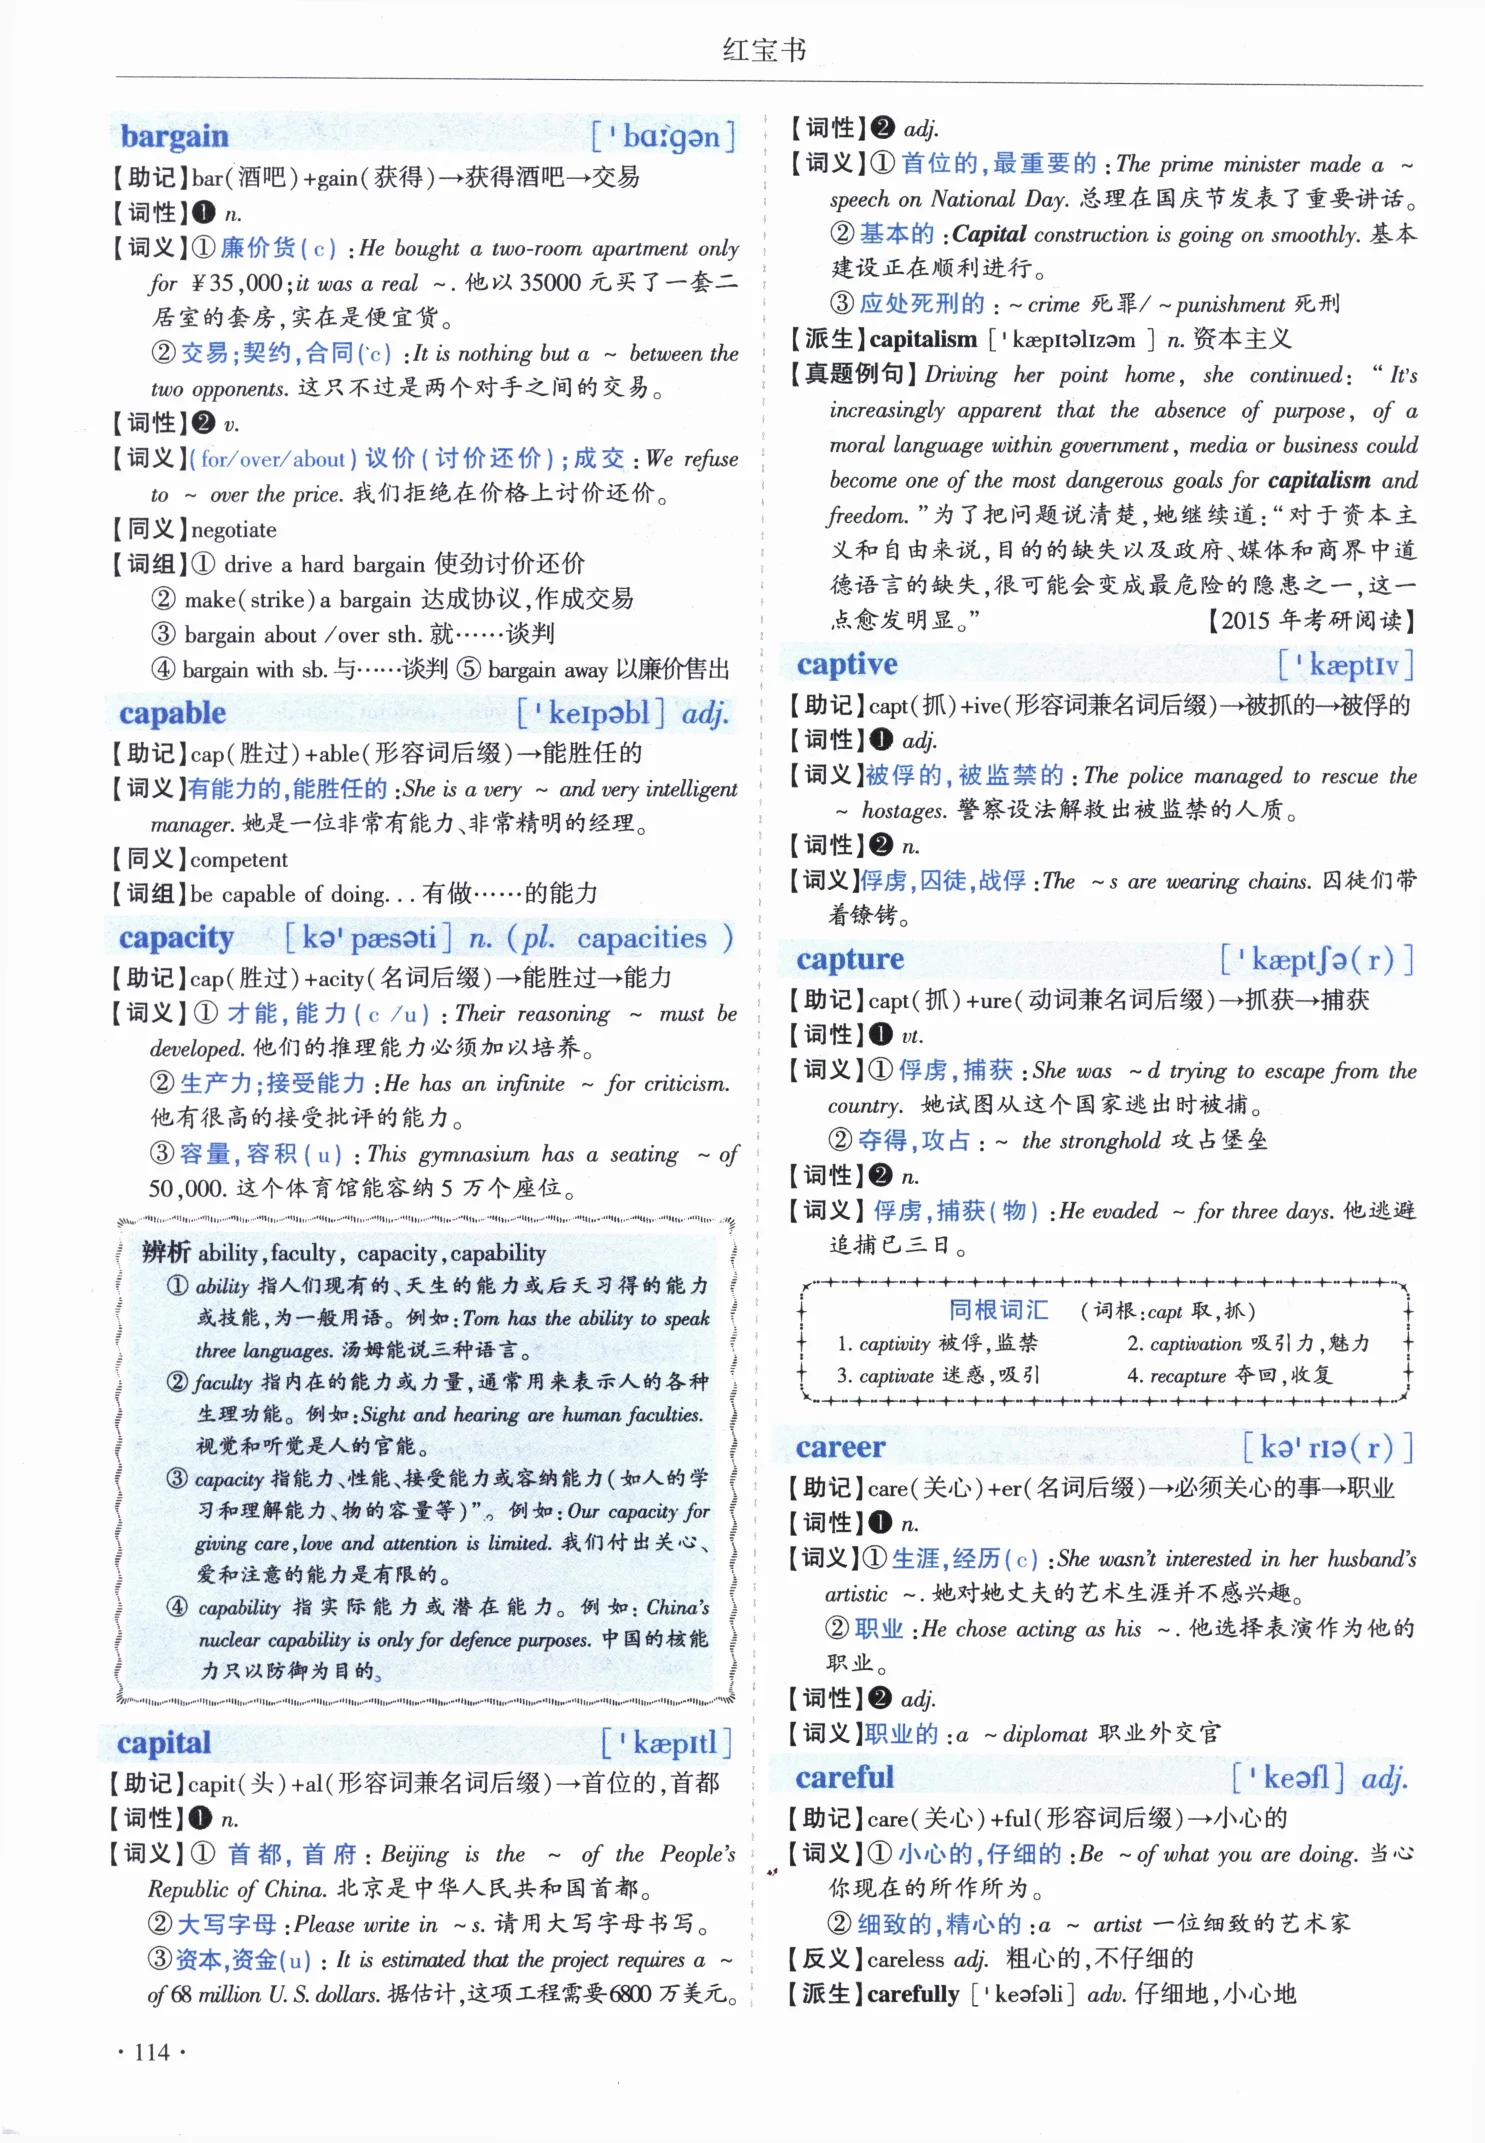 红宝书
bargain [ˈbɑːgən]
【助记】bar(酒吧)+gain(获得)→获得酒吧→交易
【词性】❶ n.
【词义】①廉价货(c):He bought a two-room apartment only
for ￥35,000;it was a real ~. 他以 35000 元买了一套二
居室的套房,实在是便宜货。
②交易;契约,合同(c):It is nothing but a ~ between the
two opponents. 这只不过是两个对手之间的交易。
【词性】❷ v.
【词义】(for/over/about)议价(讨价还价);成交:We refuse
to ~ over the price. 我们拒绝在价格上讨价还价。
【同义】negotiate
【词组】① drive a hard bargain 使劲讨价还价
② make(strike)a bargain 达成协议,作成交易
③ bargain about /over sth. 就……谈判
④ bargain with sb. 与……谈判 ⑤ bargain away 以廉价售出
capable [ˈkeɪpəbl] adj.
【助记】cap(胜过)+able(形容词后缀)→能胜任的
【词义】有能力的,能胜任的:She is a very ~ and very intelligent
manager. 她是一位非常有能力、非常精明的经理。
【同义】competent
【词组】be capable of doing... 有做……的能力
capacity [kəˈpæsəti] n. (pl. capacities )
【助记】cap(胜过)+acity(名词后缀)→能胜过→能力
【词义】① 才能,能力(c /u):Their reasoning ~ must be
developed. 他们的推理能力必须加以培养。
②生产力;接受能力:He has an infinite ~ for criticism.
他有很高的接受批评的能力。
③容量,容积(u):This gymnasium has a seating ~ of
50,000. 这个体育馆能容纳 5 万个座位。
辨析 ability,faculty, capacity,capability
① ability 指人们现有的、天生的能力或后天习得的能力
或技能,为一般用语。例如:Tom has the ability to speak
three languages. 汤姆能说三种语言。
② faculty 指内在的能力或力量,通常用来表示人的各种
生理功能。例如:Sight and hearing are human faculties.
视觉和听觉是人的官能。
③ capacity 指能力、性能、接受能力或容纳能力(如人的学
习和理解能力、物的容量等)”。例如:Our capacity for
giving care,love and attention is limited. 我们付出关心、
爱和注意的能力是有限的。
④ capability 指实际能力或潜在能力。例如:China's
nuclear capability is only for defence purposes. 中国的核能
力只以防御为目的。
capital [ˈkæpɪtl]
【助记】capit(头)+al(形容词兼名词后缀)→首位的,首都
【词性】❶ n.
【词义】① 首都,首府:Beijing is the ~ of the People's
Republic of China. 北京是中华人民共和国首都。
②大写字母:Please write in ~s. 请用大写字母书写。
③资本,资金(u):It is estimated that the project requires a ~
of 68 million U. S. dollars. 据估计,这项工程需要6800 万美元。
·114·
【词性】❷ adj.
【词义】①首位的,最重要的:The prime minister made a ~
speech on National Day. 总理在国庆节发表了重要讲话。
②基本的:Capital construction is going on smoothly. 基本
建设正在顺利进行。
③应处死刑的:~ crime 死罪/ ~ punishment 死刑
【派生】capitalism [ˈkæpɪtəlɪzəm ] n. 资本主义
【真题例句】Driving her point home, she continued: “It's
increasingly apparent that the absence of purpose, of a
moral language within government, media or business could
become one of the most dangerous goals for capitalism and
freedom. ”为了把问题说清楚,她继续道:“对于资本主
义和自由来说,目的的缺失以及政府、媒体和商界中道
德语言的缺失,很可能会变成最危险的隐患之一,这一
点愈发明显。” 【2015 年考研阅读】
captive [ˈkæptɪv]
【助记】capt(抓)+ive(形容词兼名词后缀)→被抓的→被俘的
【词性】❶ adj.
【词义】被俘的,被监禁的:The police managed to rescue the
~ hostages. 警察设法解救出被监禁的人质。
【词性】❷ n.
【词义】俘虏,囚徒,战俘:The ~s are wearing chains. 囚徒们带
着镣铐。
capture [ˈkæptʃə(r)]
【助记】capt(抓)+ure(动词兼名词后缀)→抓获→捕获
【词性】❶ vt.
【词义】①俘虏,捕获:She was ~d trying to escape from the
country. 她试图从这个国家逃出时被捕。
②夺得,攻占:~ the stronghold 攻占堡垒
【词性】❷ n.
【词义】俘虏,捕获(物):He evaded ~ for three days. 他逃避
追捕已三日。
同根词汇 (词根:capt 取,抓)
1. captivity 被俘,监禁 2. captivation 吸引力,魅力
3. captivate 迷惑,吸引 4. recapture 夺回,收复
career [kəˈrɪə(r)]
【助记】care(关心)+er(名词后缀)→必须关心的事→职业
【词性】❶ n.
【词义】①生涯,经历(c):She wasn't interested in her husband's
artistic ~. 她对她丈夫的艺术生涯并不感兴趣。
②职业:He chose acting as his ~. 他选择表演作为他的
职业。
【词性】❷ adj.
【词义】职业的:a ~ diplomat 职业外交官
careful [ˈkeəfl] adj.
【助记】care(关心)+ful(形容词后缀)→小心的
【词义】①小心的,仔细的:Be ~ of what you are doing. 当心
你现在的所作所为。
②细致的,精心的:a ~ artist 一位细致的艺术家
【反义】careless adj. 粗心的,不仔细的
【派生】carefully [ˈkeəfəli] adv. 仔细地,小心地